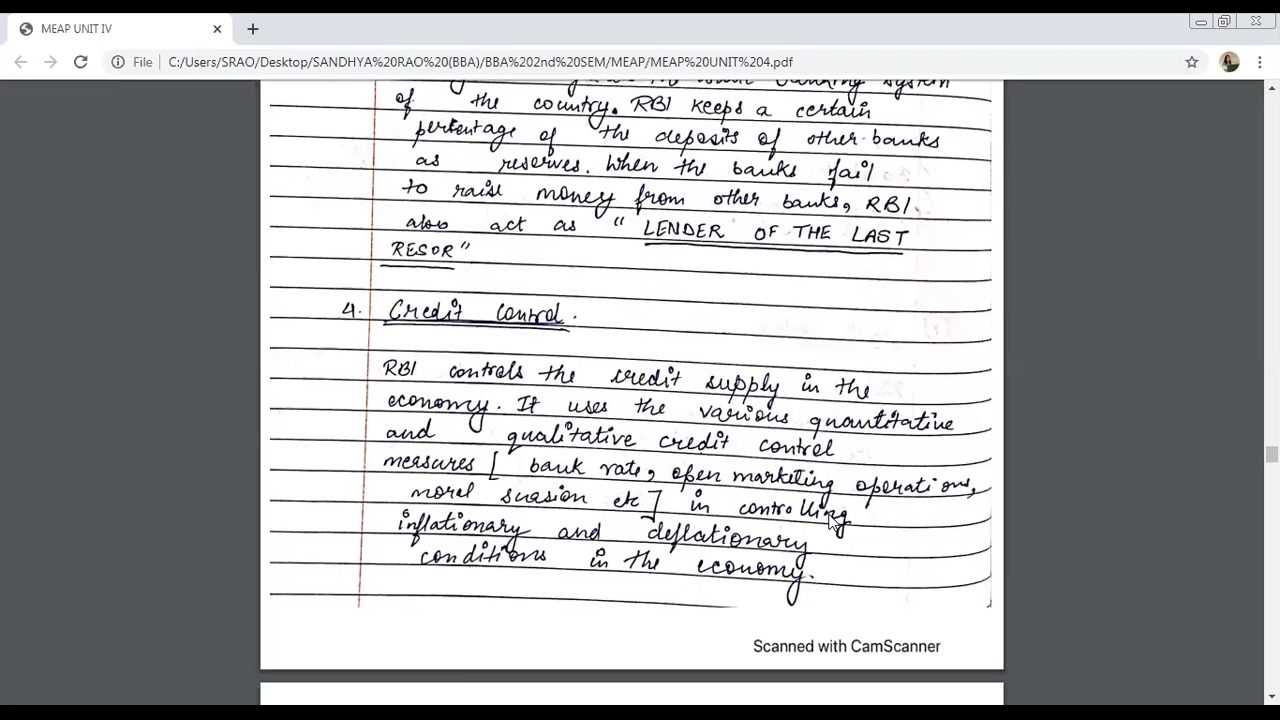 MEAP UNIT IV
File C:/Users/SRAO/Desktop/SANDHYA%20RAO%20(BBA)/BBA%202nd%20SEM/MEAP/MEAP%20UNIT%204.pdf
banking system
of the country. RBI keeps a certain
percentage of the deposits of other banks
as reserves. When the banks fail
to raise money from other banks, RBI
also act as " LENDER OF THE LAST
RESOR"
4. Credit control.
RBI controls the credit supply in the
economy. It uses the various quantitative
and qualitative credit control
measures [ bank rate, open marketing operations,
moral suasion etc ] in controlling
inflationary and deflationary
conditions in the economy.
Scanned with CamScanner